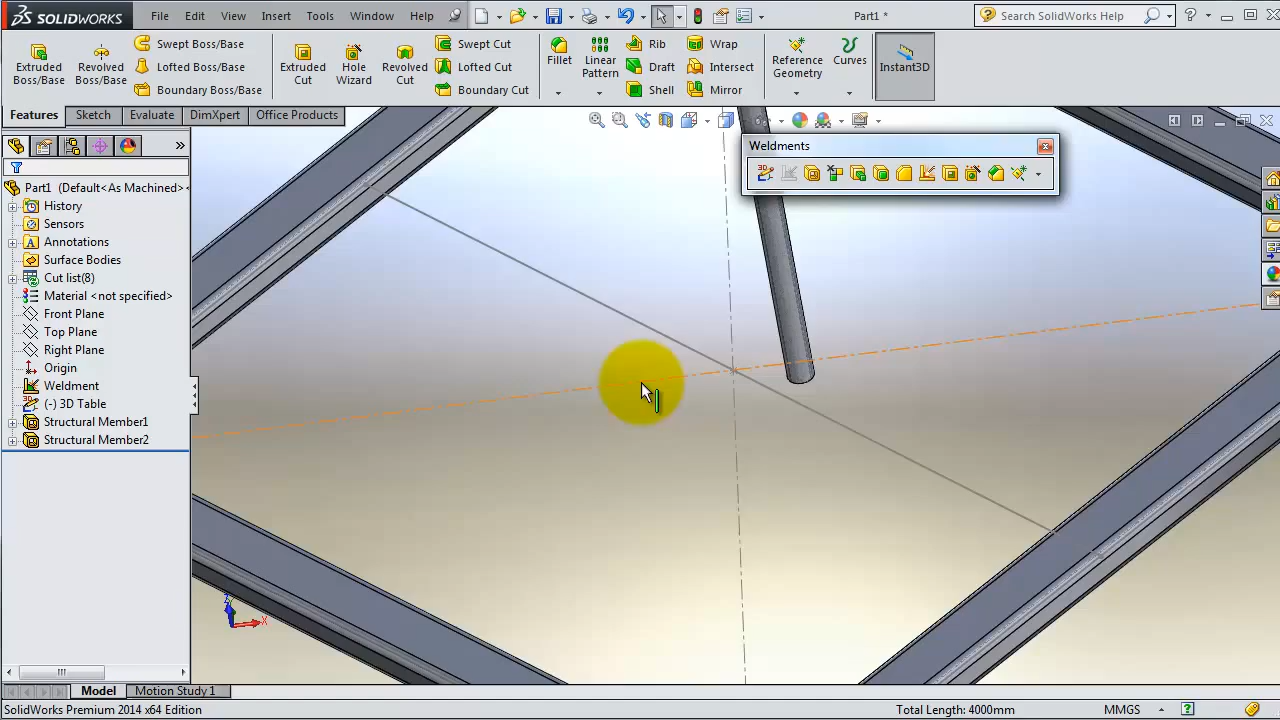 SOLIDWORKS File Edit View Insert Tools Window Help Part1 * Search SolidWorks Help
Extruded Boss/Base
Revolved Boss/Base
Swept Boss/Base
Lofted Boss/Base
Boundary Boss/Base
Extruded Cut
Hole Wizard
Revolved Cut
Swept Cut
Lofted Cut
Boundary Cut
Fillet
Linear Pattern
Rib
Draft
Shell
Wrap
Intersect
Mirror
Reference Geometry
Curves
Instant3D
Features Sketch Evaluate DimXpert Office Products
Weldments
Part1 (Default<As Machined>
History
Sensors
Annotations
Surface Bodies
Cut list(8)
Material <not specified>
Front Plane
Top Plane
Right Plane
Origin
Weldment
(-) 3D Table
Structural Member1
Structural Member2
Z
X
Model Motion Study 1
SolidWorks Premium 2014 x64 Edition Total Length: 4000mm MMGS